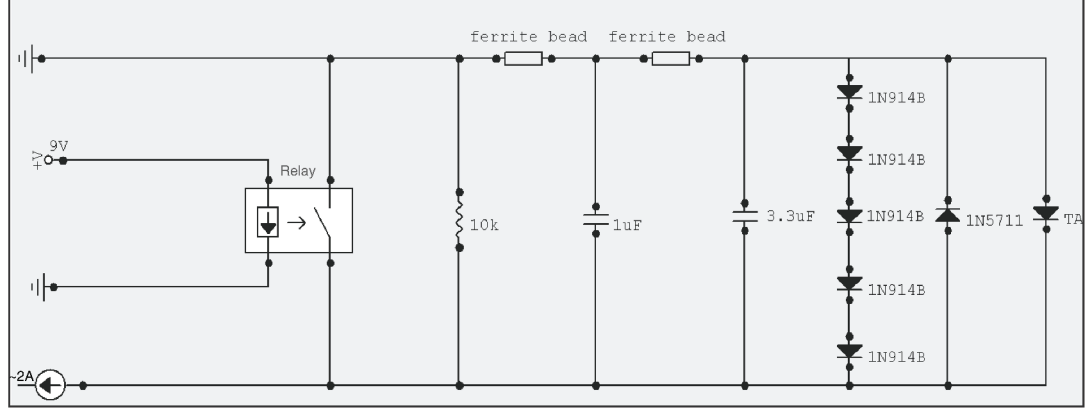 ferrite bead ferrite bead
1N914B
9V
+V
Relay
1N914B
10k
1uF
3.3uF
1N914B
1N5711
TA
1N914B
1N914B
~2A